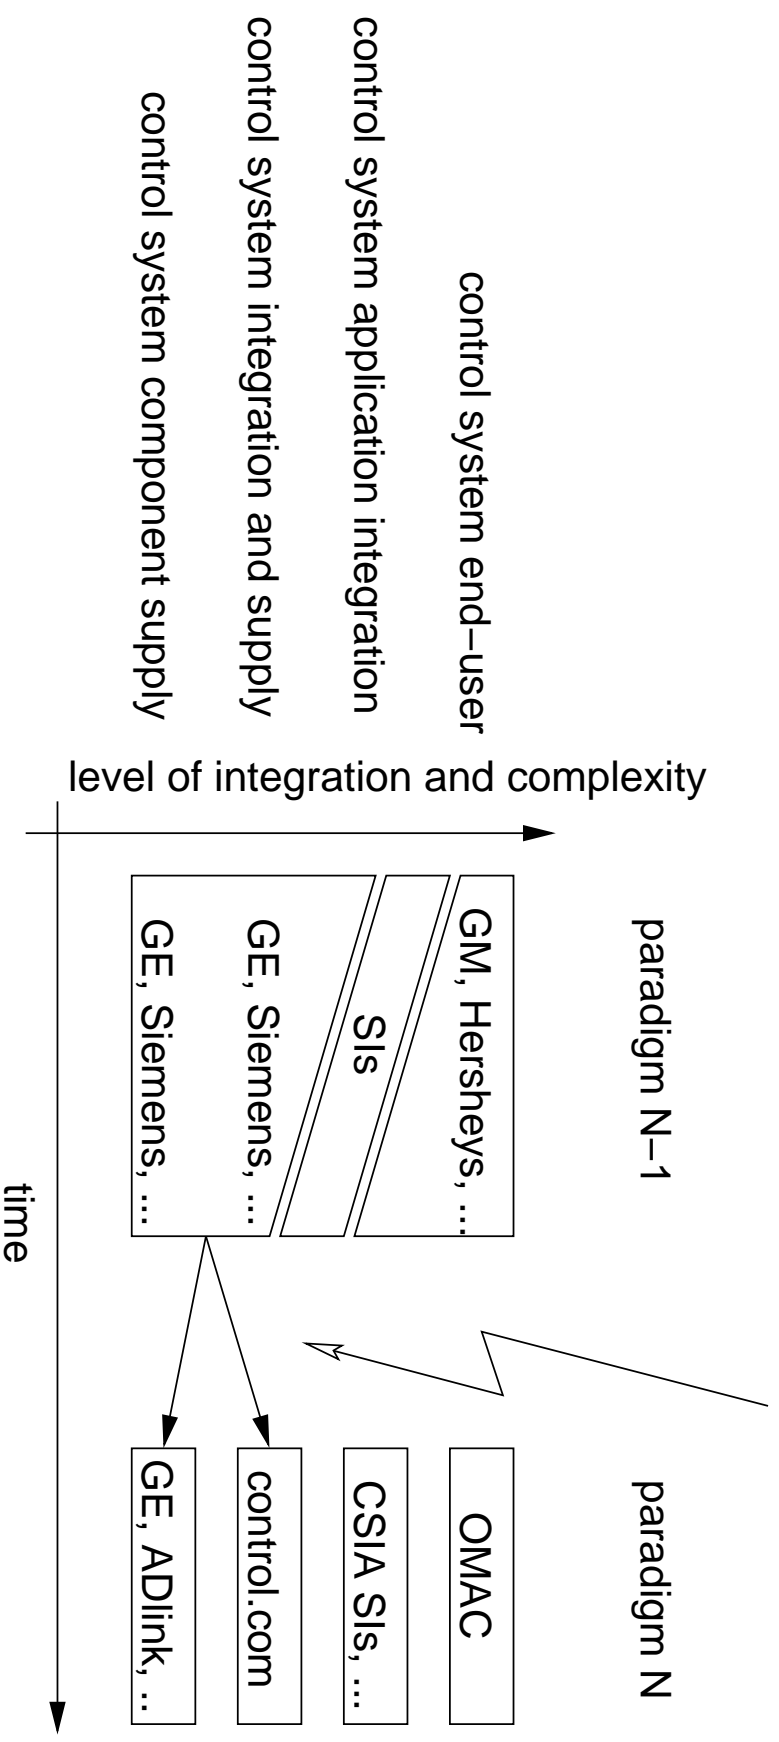 paradigm N–1
paradigm N
control system end–user
GM, Hersheys, ...
OMAC
control system application integration
SIs
CSIA SIs, ...
control system integration and supply
GE, Siemens, ...
control.com
control system component supply
GE, Siemens, ...
GE, ADlink, ..
level of integration and complexity
time